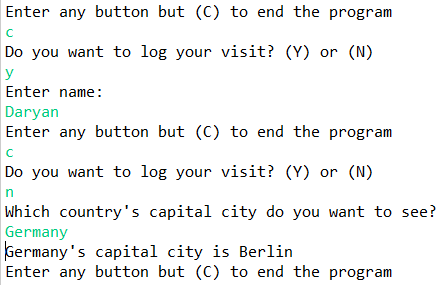 Enter any button but (C) to end the program
c
Do you want to log your visit? (Y) or (N)
y
Enter name:
Daryan
Enter any button but (C) to end the program
c
Do you want to log your visit? (Y) or (N)
n
Which country's capital city do you want to see?
Germany
Germany's capital city is Berlin
Enter any button but (C) to end the program